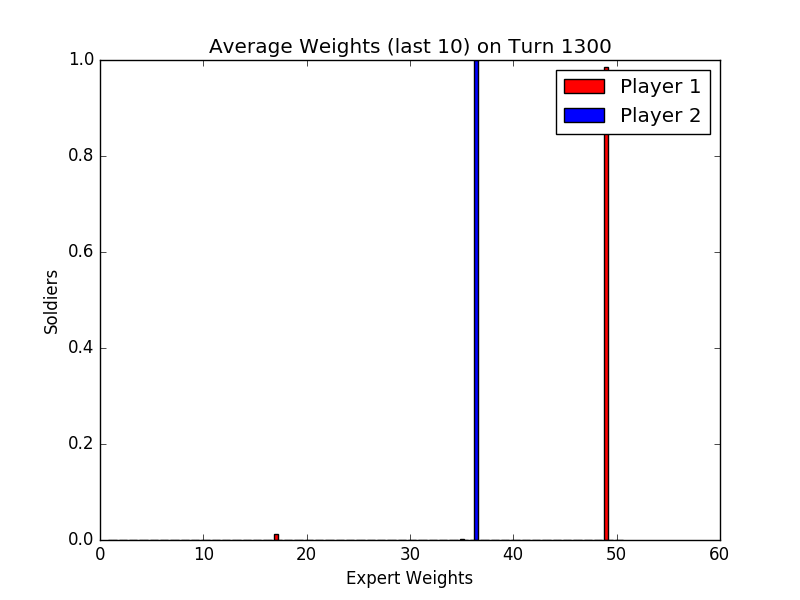 Average Weights (last 10) on Turn 1300
1.0
Player 1
Player 2
0.8
0.6
Soldiers
0.4
0.2
0.0
0 10 20 30 40 50 60
Expert Weights